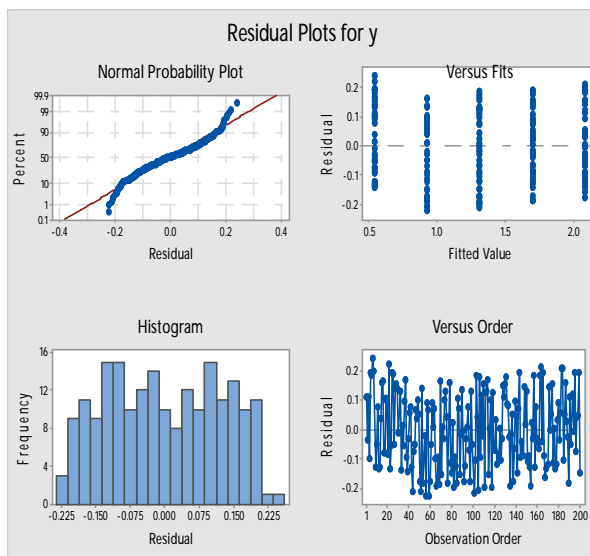 Residual Plots for y
Normal Probability Plot
Versus Fits
99.9
99
90
50
10
1
0.1
Percent
-0.4 -0.2 0.0 0.2 0.4
Residual
0.2
0.1
0.0
-0.1
-0.2
Residual
0.5 1.0 1.5 2.0
Fitted Value
Histogram
Versus Order
16
12
8
4
0
Frequency
-0.225 -0.150 -0.075 0.000 0.075 0.150 0.225
Residual
0.2
0.1
0.0
-0.1
-0.2
Residual
1 20 40 60 80 100 120 140 160 180 200
Observation Order